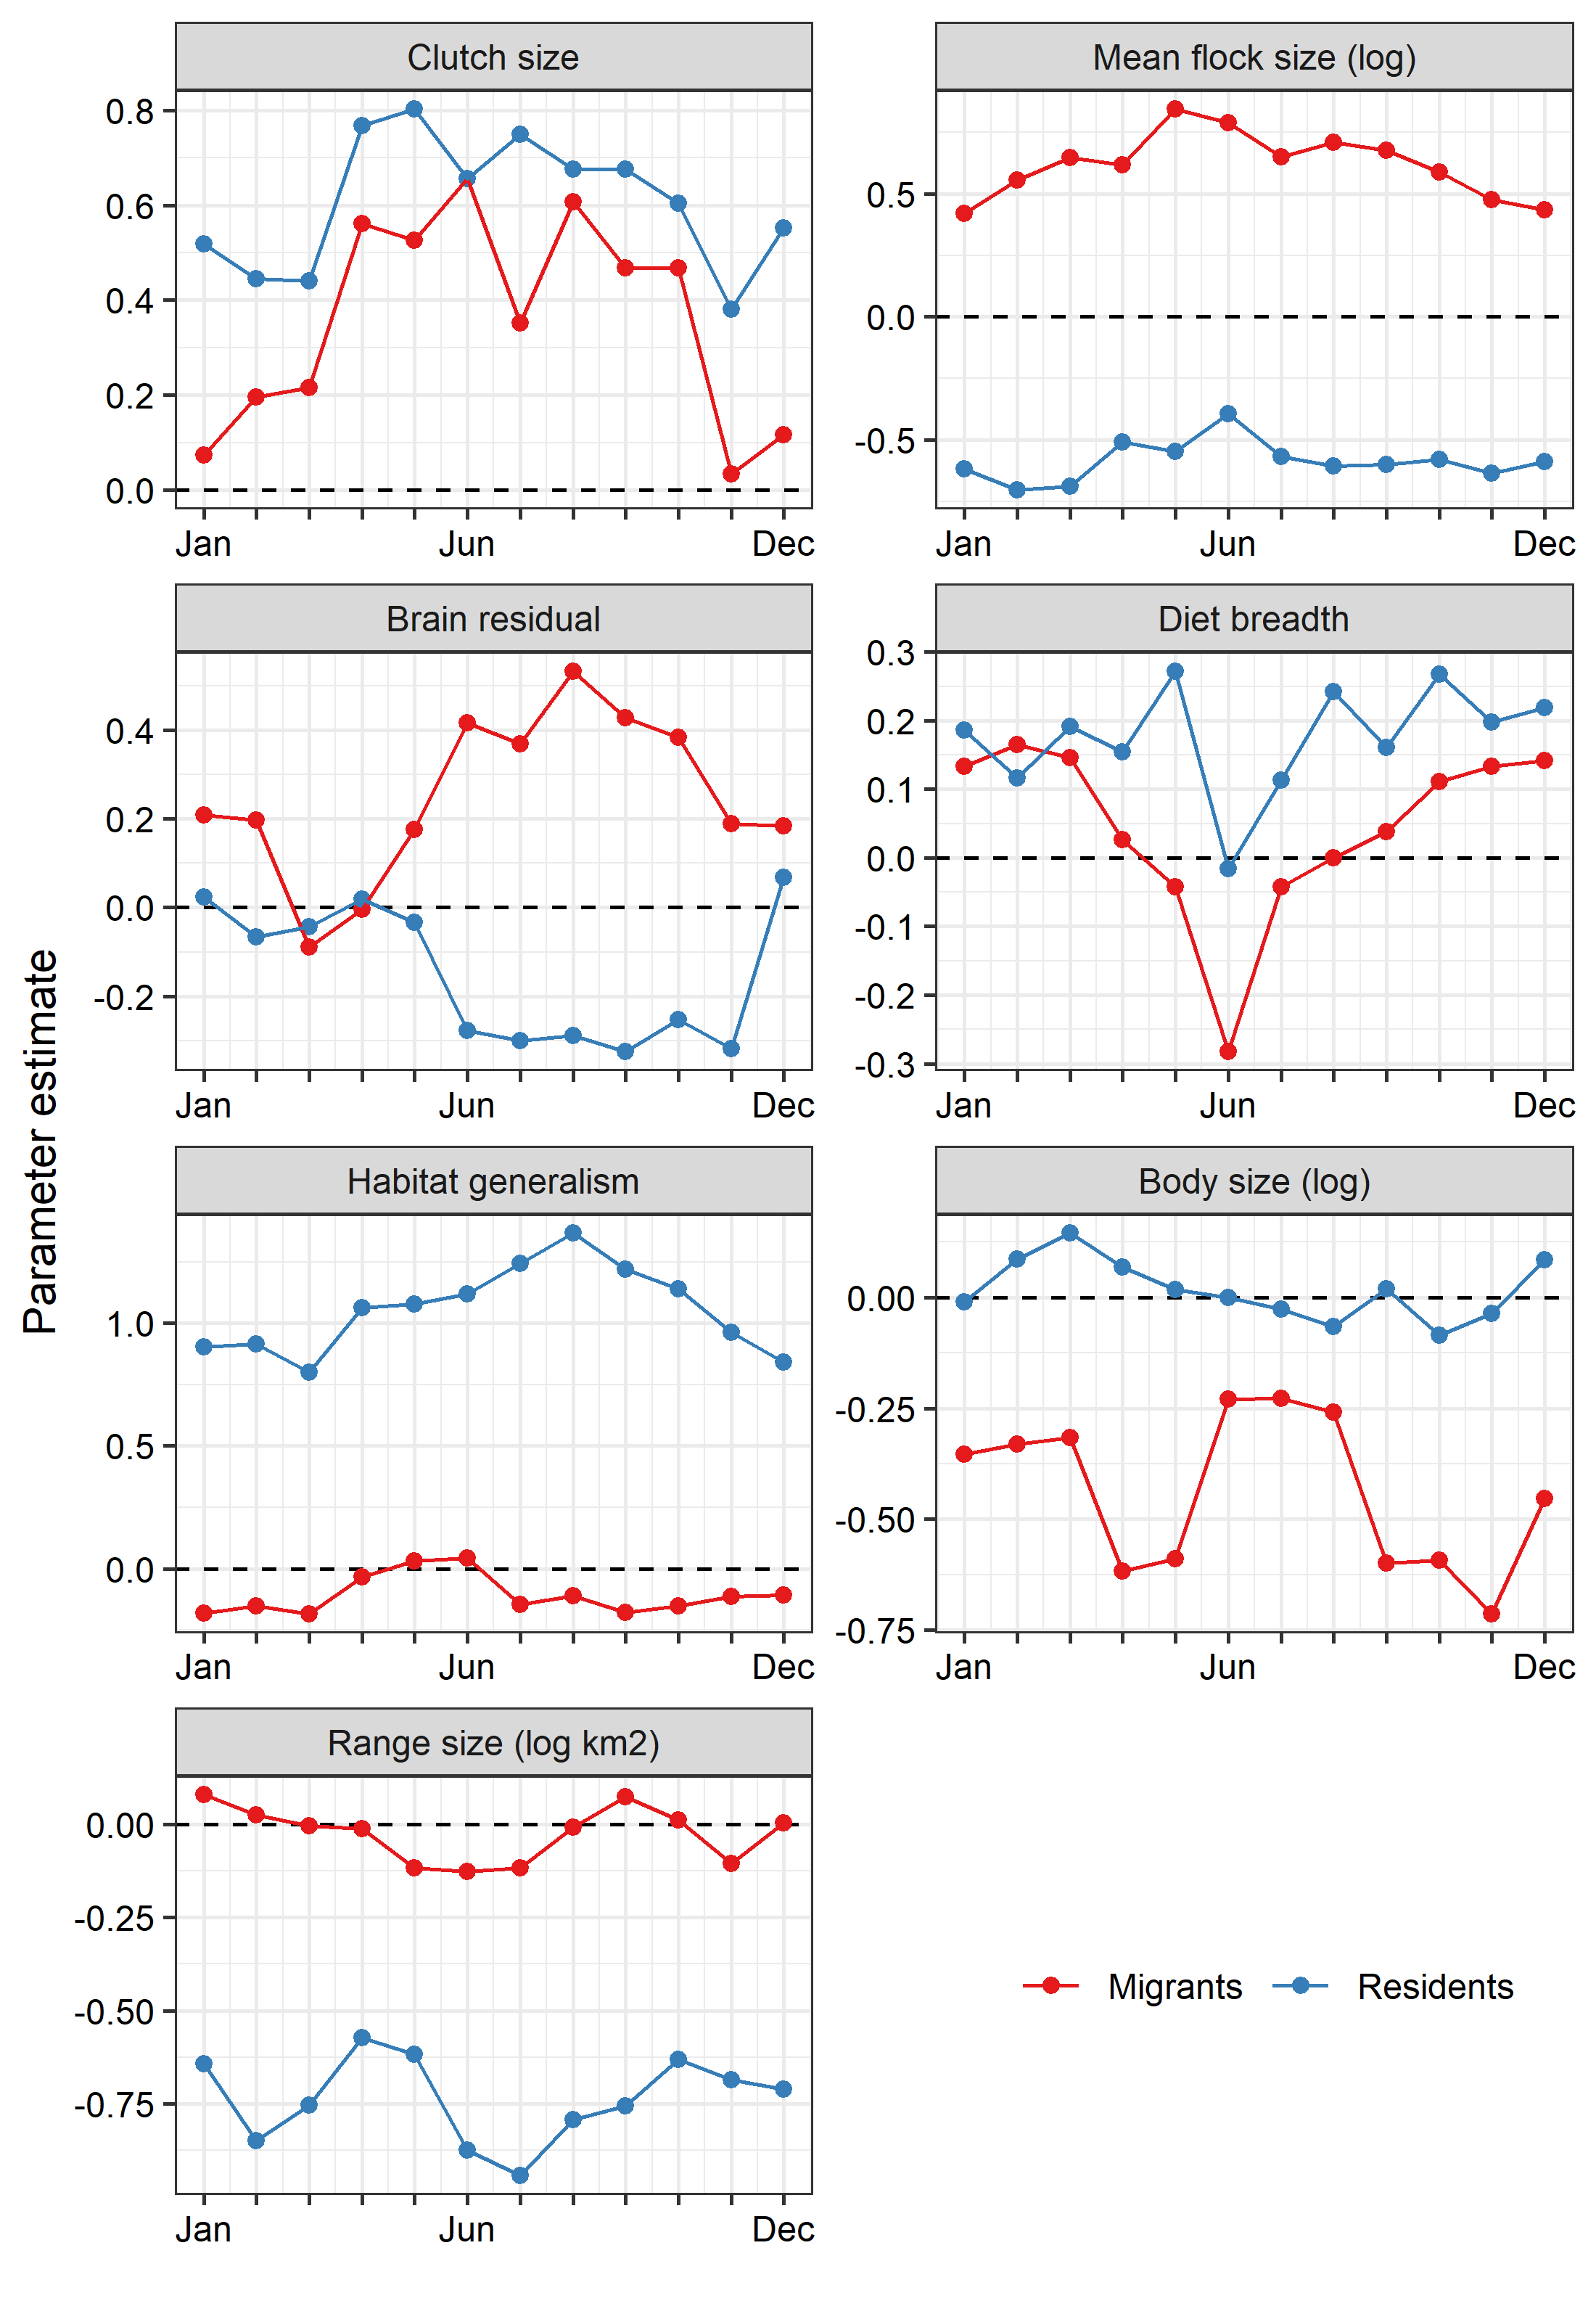 Parameter estimate
Clutch size
0.8
0.6
0.4
0.2
0.0
Jan Jun Dec
Mean flock size (log)
0.5
0.0
-0.5
Jan Jun Dec
Brain residual
0.4
0.2
0.0
-0.2
Jan Jun Dec
Diet breadth
0.3
0.2
0.1
0.0
-0.1
-0.2
-0.3
Jan Jun Dec
Habitat generalism
1.0
0.5
0.0
Jan Jun Dec
Body size (log)
0.00
-0.25
-0.50
-0.75
Jan Jun Dec
Range size (log km2)
0.00
-0.25
-0.50
-0.75
Jan Jun Dec
Migrants Residents